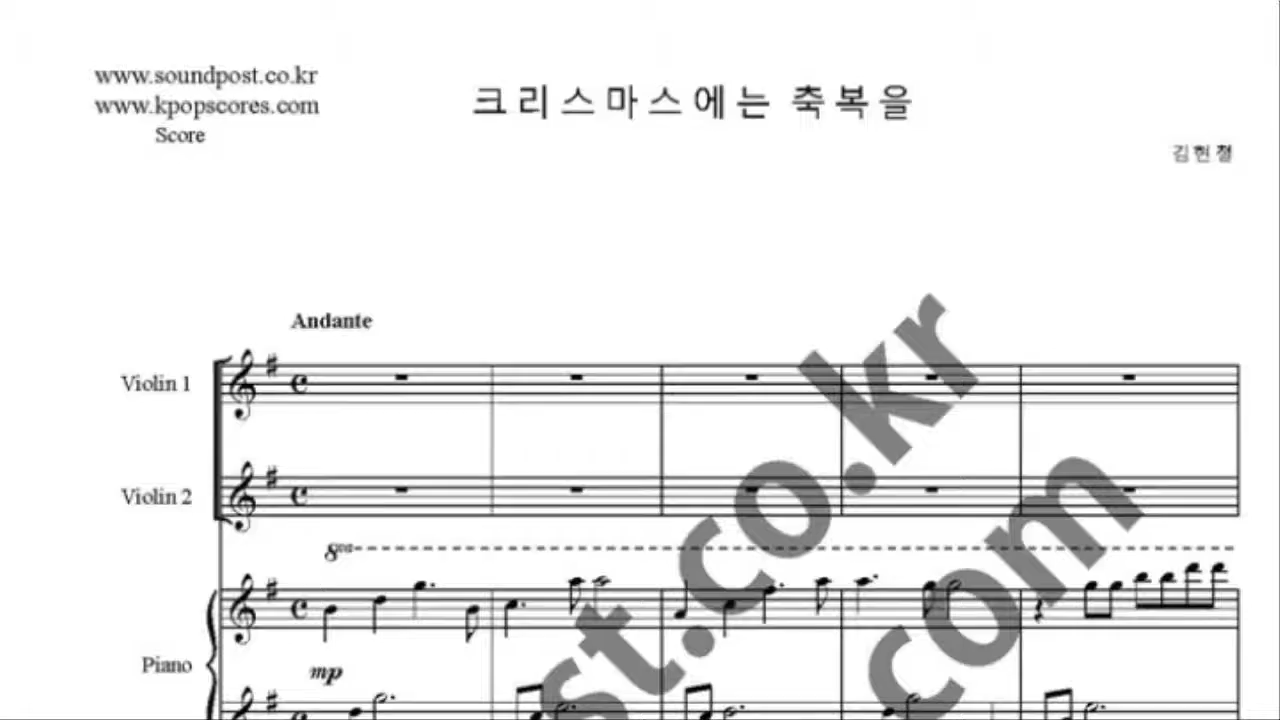 www.soundpost.co.kr
www.kpopscores.com
Score
크리스마스에는 축복을
김현철
Andante
Violin 1
Violin 2
8va
Piano
mp
st.co.kr
com